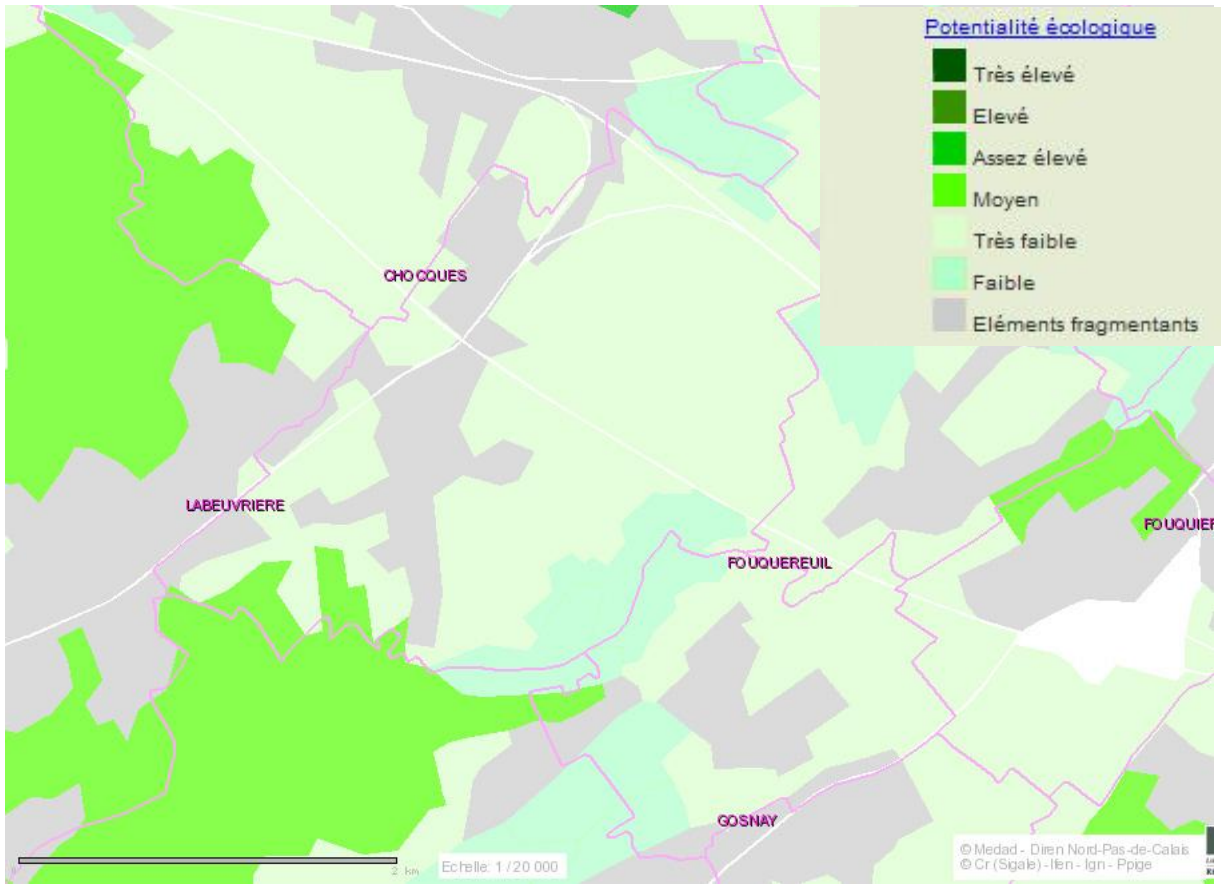 Potentialité écologique
Très élevé
Elevé
Assez élevé
Moyen
Très faible
Faible
Eléments fragmentants
CHOCQUES
LABEUVRIERE
FOUQUIER
FOUQUEREUIL
GOSNAY
0 2 km
Echelle: 1 / 20 000
© Medad - Diren Nord-Pas-de-Calais
© Cr (Sigale) - Ifen - Ign - Ppige